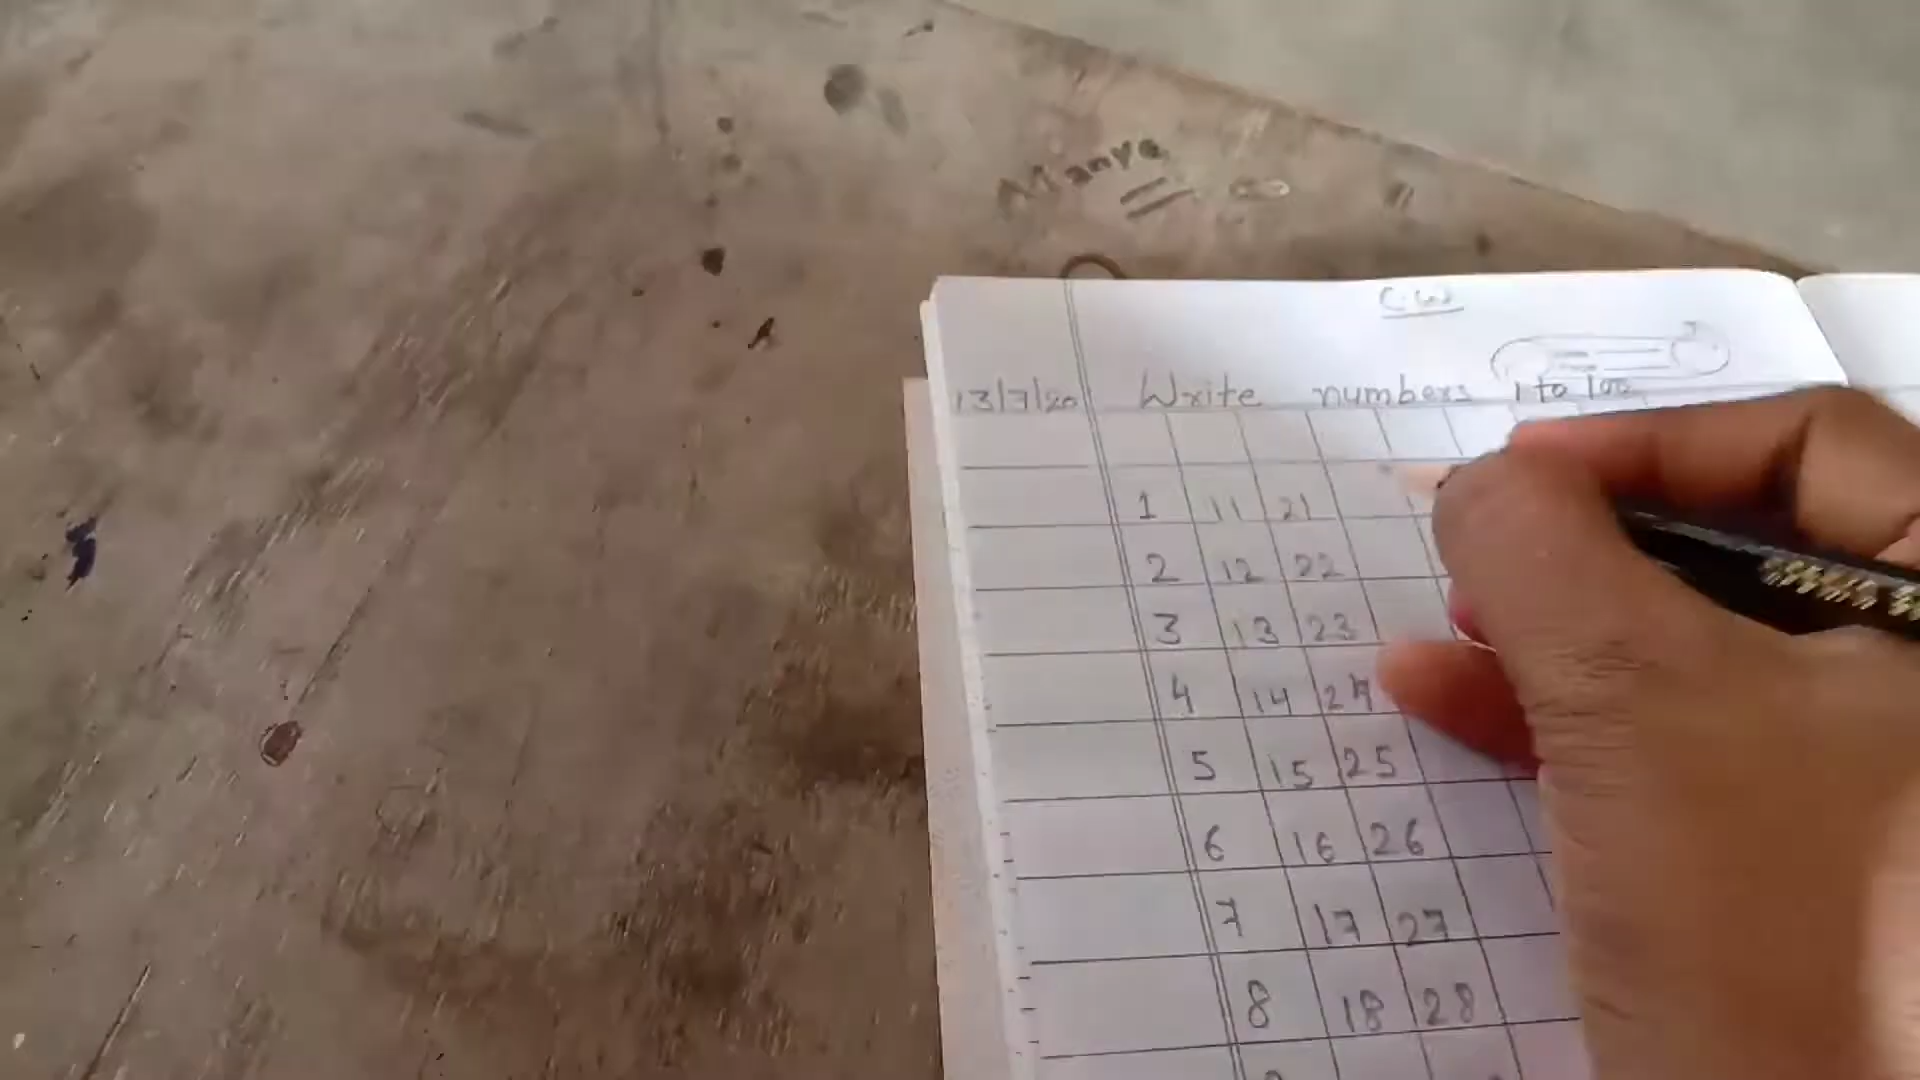 Manya
C.W
13/7/20 Write numbers 1 to 100
1 11 21
2 12 22
3 13 23
4 14 24
5 15 25
6 16 26
7 17 27
8 18 28